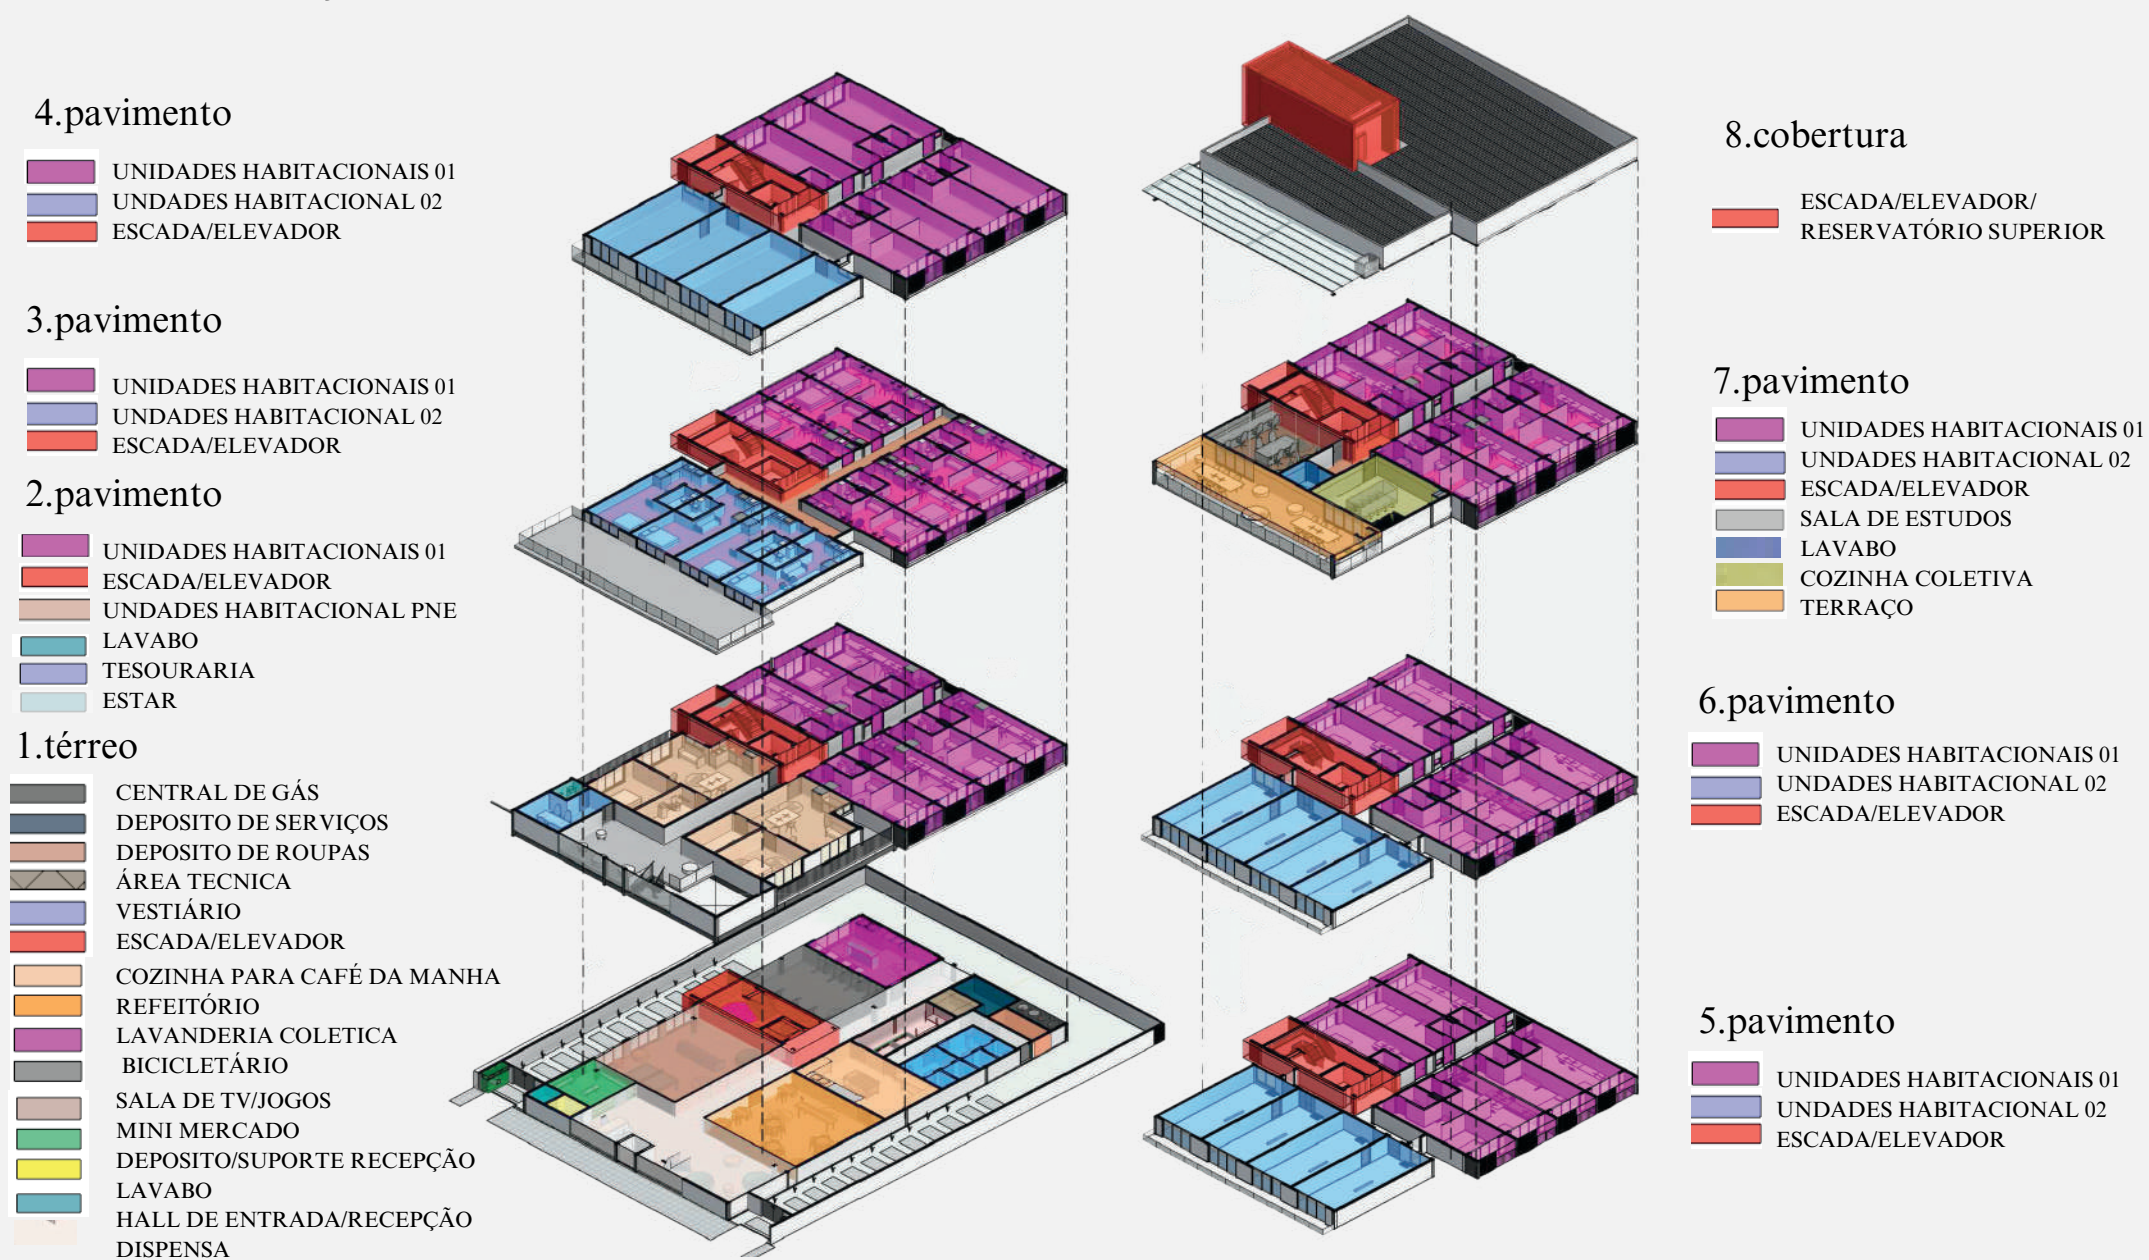 4.pavimento
UNIDADES HABITACIONAIS 01
UNDADES HABITACIONAL 02
ESCADA/ELEVADOR
3.pavimento
UNIDADES HABITACIONAIS 01
UNDADES HABITACIONAL 02
ESCADA/ELEVADOR
2.pavimento
UNIDADES HABITACIONAIS 01
ESCADA/ELEVADOR
UNDADES HABITACIONAL PNE
LAVABO
TESOURARIA
ESTAR
1.térreo
CENTRAL DE GÁS
DEPOSITO DE SERVIÇOS
DEPOSITO DE ROUPAS
ÁREA TECNICA
VESTIÁRIO
ESCADA/ELEVADOR
COZINHA PARA CAFÉ DA MANHA
REFEITÓRIO
LAVANDERIA COLETICA
BICICLETÁRIO
SALA DE TV/JOGOS
MINI MERCADO
DEPOSITO/SUPORTE RECEPÇÃO
LAVABO
HALL DE ENTRADA/RECEPÇÃO
DISPENSA
8.cobertura
ESCADA/ELEVADOR/
RESERVATÓRIO SUPERIOR
7.pavimento
UNIDADES HABITACIONAIS 01
UNDADES HABITACIONAL 02
ESCADA/ELEVADOR
SALA DE ESTUDOS
LAVABO
COZINHA COLETIVA
TERRAÇO
6.pavimento
UNIDADES HABITACIONAIS 01
UNDADES HABITACIONAL 02
ESCADA/ELEVADOR
5.pavimento
UNIDADES HABITACIONAIS 01
UNDADES HABITACIONAL 02
ESCADA/ELEVADOR